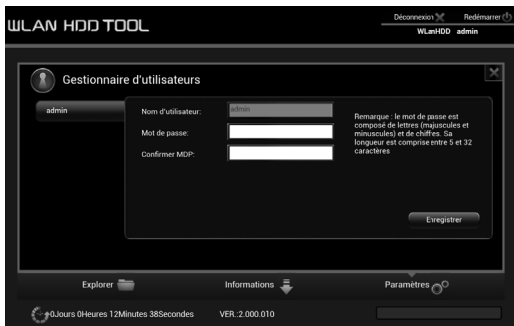 WLAN HDD TOOL
Déconnexion Redémarrer
WLanHDD admin
Gestionnaire d'utilisateurs
admin
Nom d'utilisateur: admin
Mot de passe:
Confirmer MDP:
Remarque : le mot de passe est
composé de lettres (majuscules et
minuscules) et de chiffres. Sa
longueur est comprise entre 5 et 32
caractères
Enregistrer
Explorer Informations Paramètres
0Jours 0Heures 12Minutes 38Secondes VER.:2.000.010